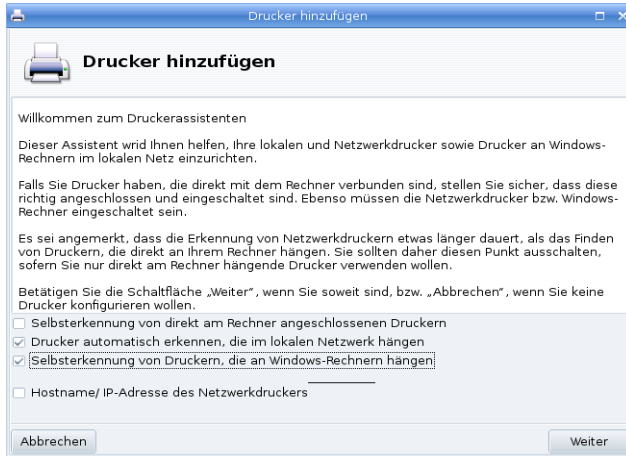 Drucker hinzufügen
Drucker hinzufügen
Willkommen zum Druckerassistenten
Dieser Assistent wrid Ihnen helfen, Ihre lokalen und Netzwerkdrucker sowie Drucker an Windows-
Rechnern im lokalen Netz einzurichten.
Falls Sie Drucker haben, die direkt mit dem Rechner verbunden sind, stellen Sie sicher, dass diese
richtig angeschlossen und eingeschaltet sind. Ebenso müssen die Netzwerkdrucker bzw. Windows-
Rechner eingeschaltet sein.
Es sei angemerkt, dass die Erkennung von Netzwerkdruckern etwas länger dauert, als das Finden
von Druckern, die direkt an Ihrem Rechner hängen. Sie sollten daher diesen Punkt ausschalten,
sofern Sie nur direkt am Rechner hängende Drucker verwenden wollen.
Betätigen Sie die Schaltfläche „Weiter", wenn Sie soweit sind, bzw. „Abbrechen", wenn Sie keine
Drucker konfigurieren wollen.
Selbsterkennung von direkt am Rechner angeschlossenen Druckern
Drucker automatisch erkennen, die im lokalen Netzwerk hängen
Selbsterkennung von Druckern, die an Windows-Rechnern hängen
Hostname/ IP-Adresse des Netzwerkdruckers
Abbrechen
Weiter